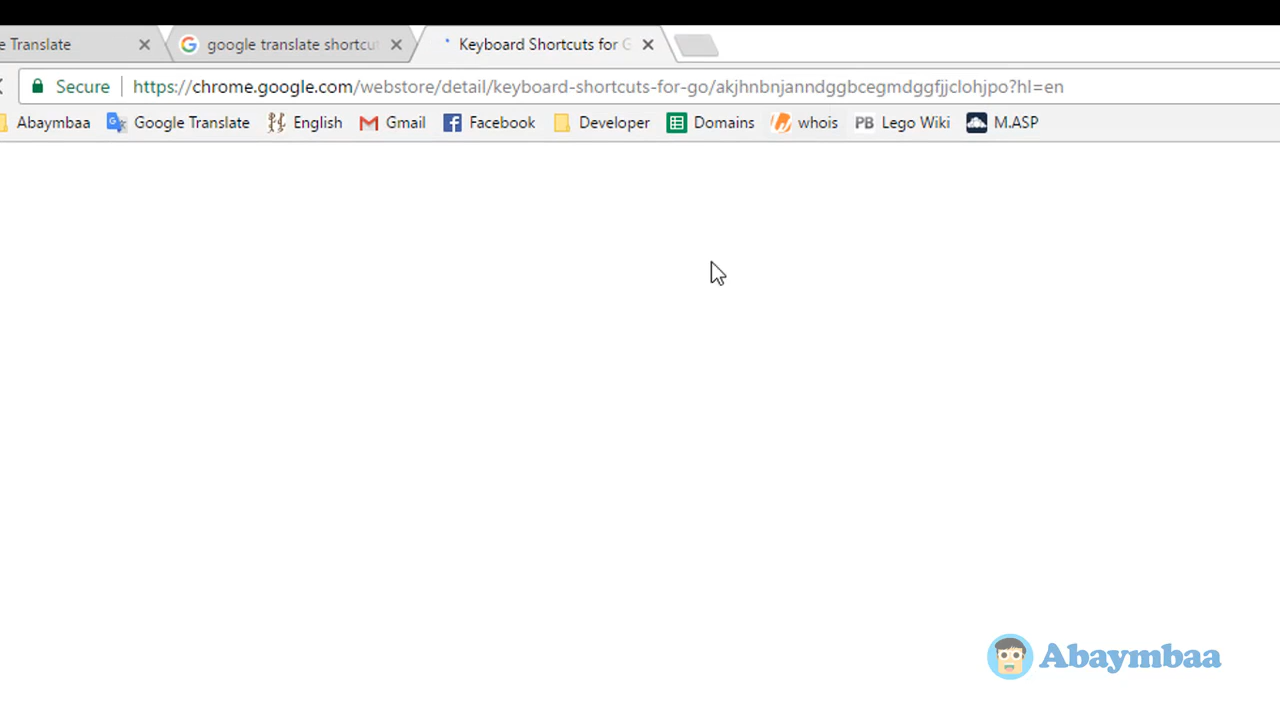 e Translate
google translate shortcu
Keyboard Shortcuts for G
Secure https://chrome.google.com/webstore/detail/keyboard-shortcuts-for-go/akjhnbnjanndggbcegmdggfjjclohjpo?hl=en
Abaymbaa Google Translate English Gmail Facebook Developer Domains whois PB Lego Wiki M.ASP
Abaymbaa